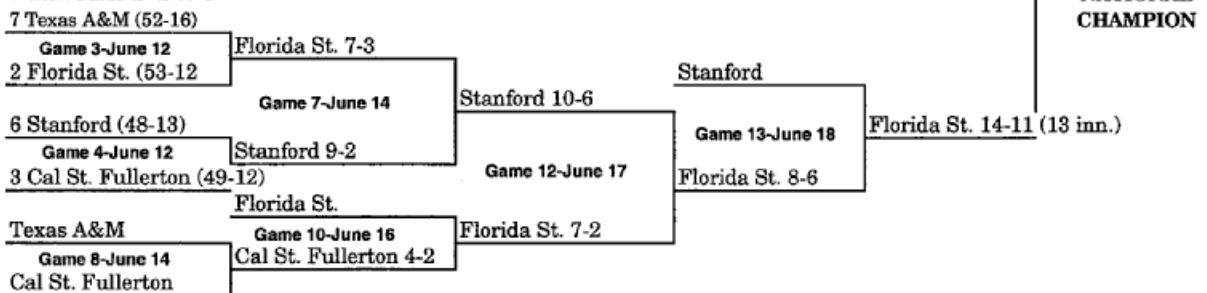 7 Texas A&M (52-16)
CHAMPION
Game 3-June 12
Florida St. 7-3
2 Florida St. (53-12
Stanford
Game 7-June 14
Stanford 10-6
6 Stanford (48-13)
Game 13-June 18
Florida St. 14-11 (13 inn.)
Game 4-June 12
Stanford 9-2
3 Cal St. Fullerton (49-12)
Game 12-June 17
Florida St. 8-6
Florida St.
Texas A&M
Game 10-June 16
Florida St. 7-2
Game 8-June 14
Cal St. Fullerton 4-2
Cal St. Fullerton